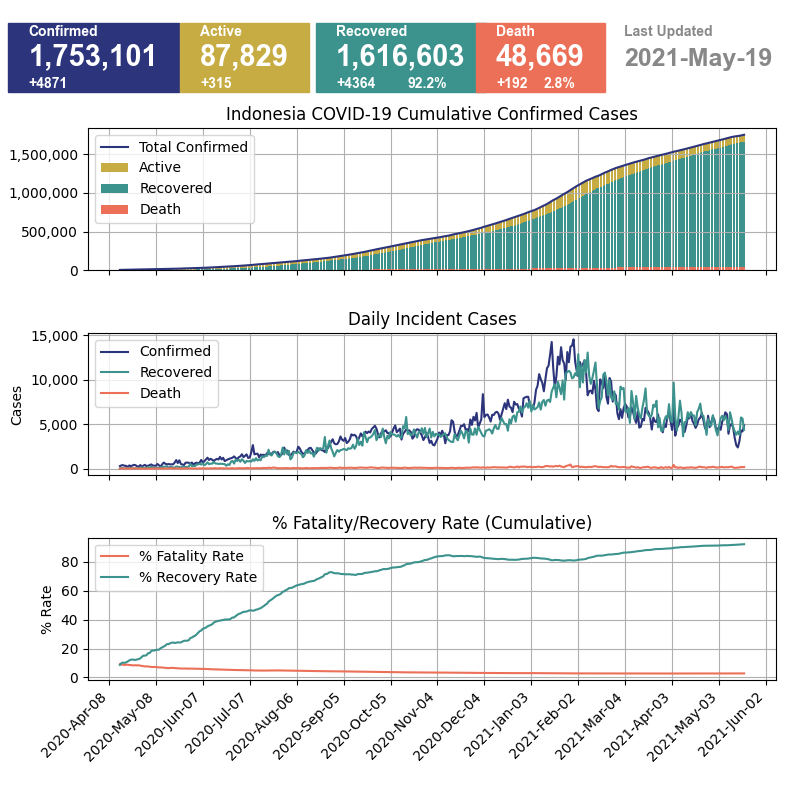 Confirmed Active Recovered Death Last Updated
1,753,101 87,829 1,616,603 48,669 2021-May-19
+4871 +315 +4364 92.2% +192 2.8%
Indonesia COVID-19 Cumulative Confirmed Cases
Total Confirmed
Active
Recovered
Death
1,500,000
1,000,000
500,000
0
Daily Incident Cases
Confirmed
Recovered
Death
15,000
10,000
5,000
0
Cases
% Fatality/Recovery Rate (Cumulative)
% Fatality Rate
% Recovery Rate
80
60
40
20
0
% Rate
2020-Apr-08
2020-May-08
2020-Jun-07
2020-Jul-07
2020-Aug-06
2020-Sep-05
2020-Oct-05
2020-Nov-04
2020-Dec-04
2021-Jan-03
2021-Feb-02
2021-Mar-04
2021-Apr-03
2021-May-03
2021-Jun-02